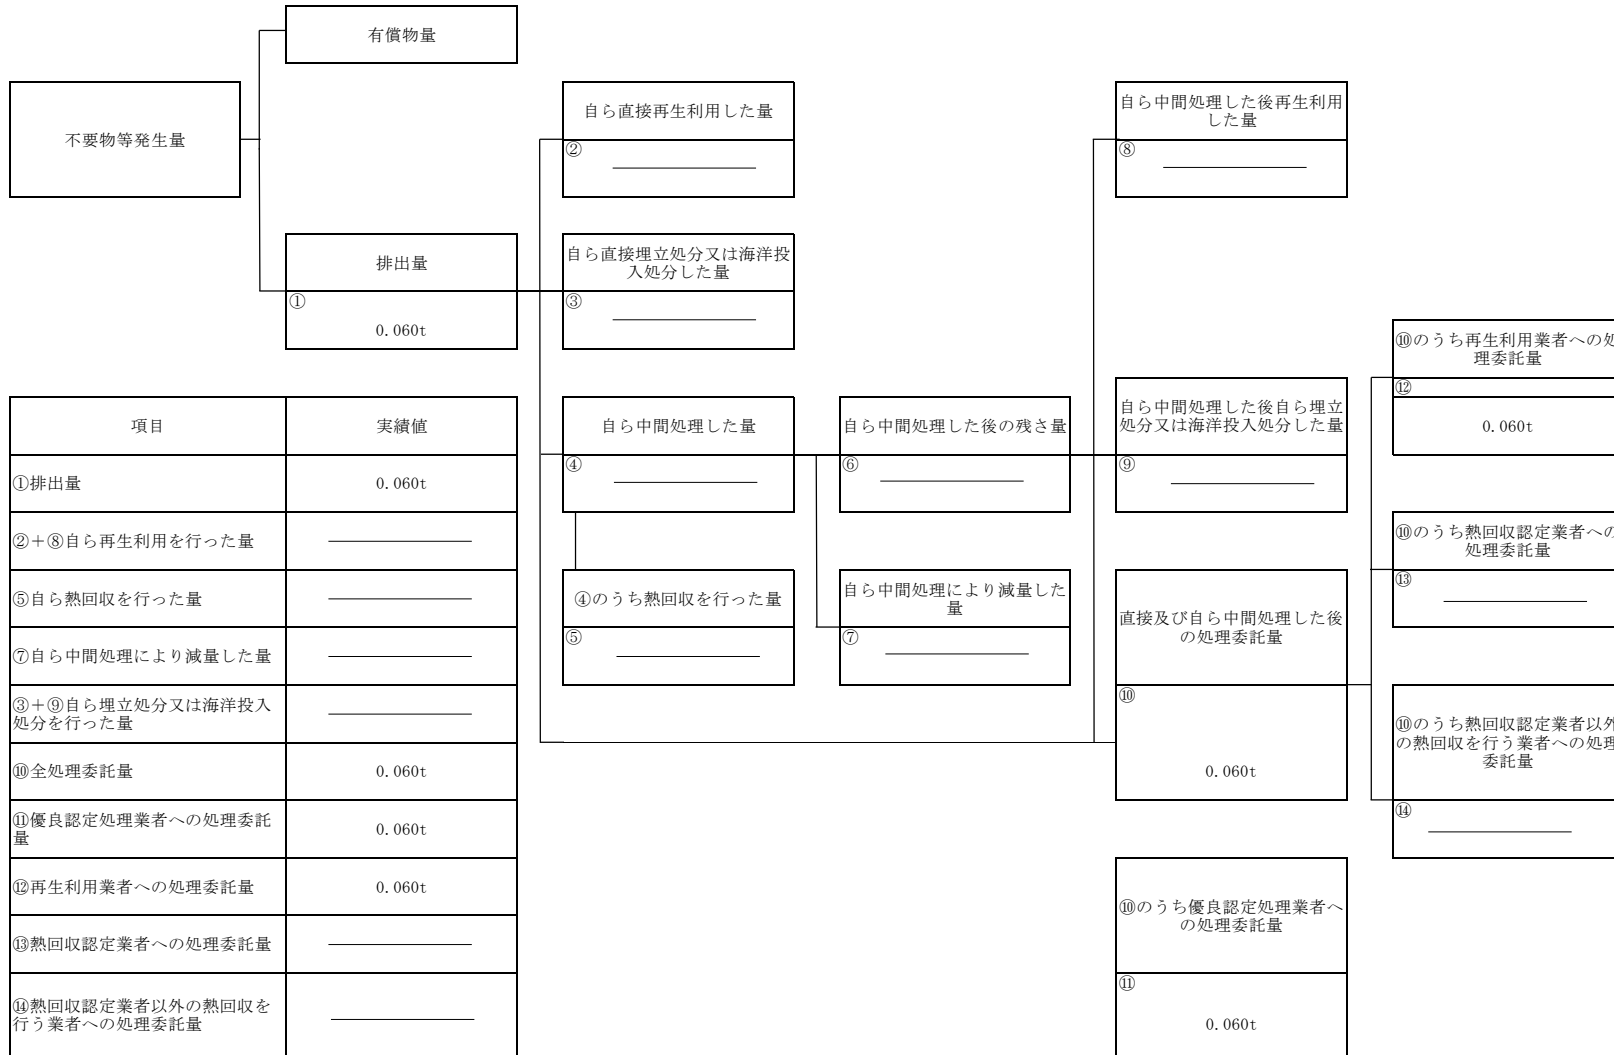 有償物量
不要物等発生量
自ら直接再生利用した量
②
自ら中間処理した後再生利用
した量
⑧
排出量
①
0.060t
自ら直接埋立処分又は海洋投
入処分した量
③
⑩のうち再生利用業者への処
理委託量
⑫
0.060t
項目
実績値
①排出量
0.060t
②+⑧自ら再生利用を行った量
⑤自ら熱回収を行った量
⑦自ら中間処理により減量した量
③+⑨自ら埋立処分又は海洋投入
処分を行った量
⑩全処理委託量
0.060t
⑪優良認定処理業者への処理委託
量
0.060t
⑫再生利用業者への処理委託量
0.060t
⑬熱回収認定業者への処理委託量
⑭熱回収認定業者以外の熱回収を
行う業者への処理委託量
自ら中間処理した量
④
④のうち熱回収を行った量
⑤
自ら中間処理した後の残さ量
⑥
自ら中間処理により減量した
量
⑦
自ら中間処理した後自ら埋立
処分又は海洋投入処分した量
⑨
直接及び自ら中間処理した後
の処理委託量
⑩
0.060t
⑩のうち優良認定処理業者へ
の処理委託量
⑪
0.060t
⑩のうち熱回収認定業者への
処理委託量
⑬
⑩のうち熱回収認定業者以外
の熱回収を行う業者への処理
委託量
⑭